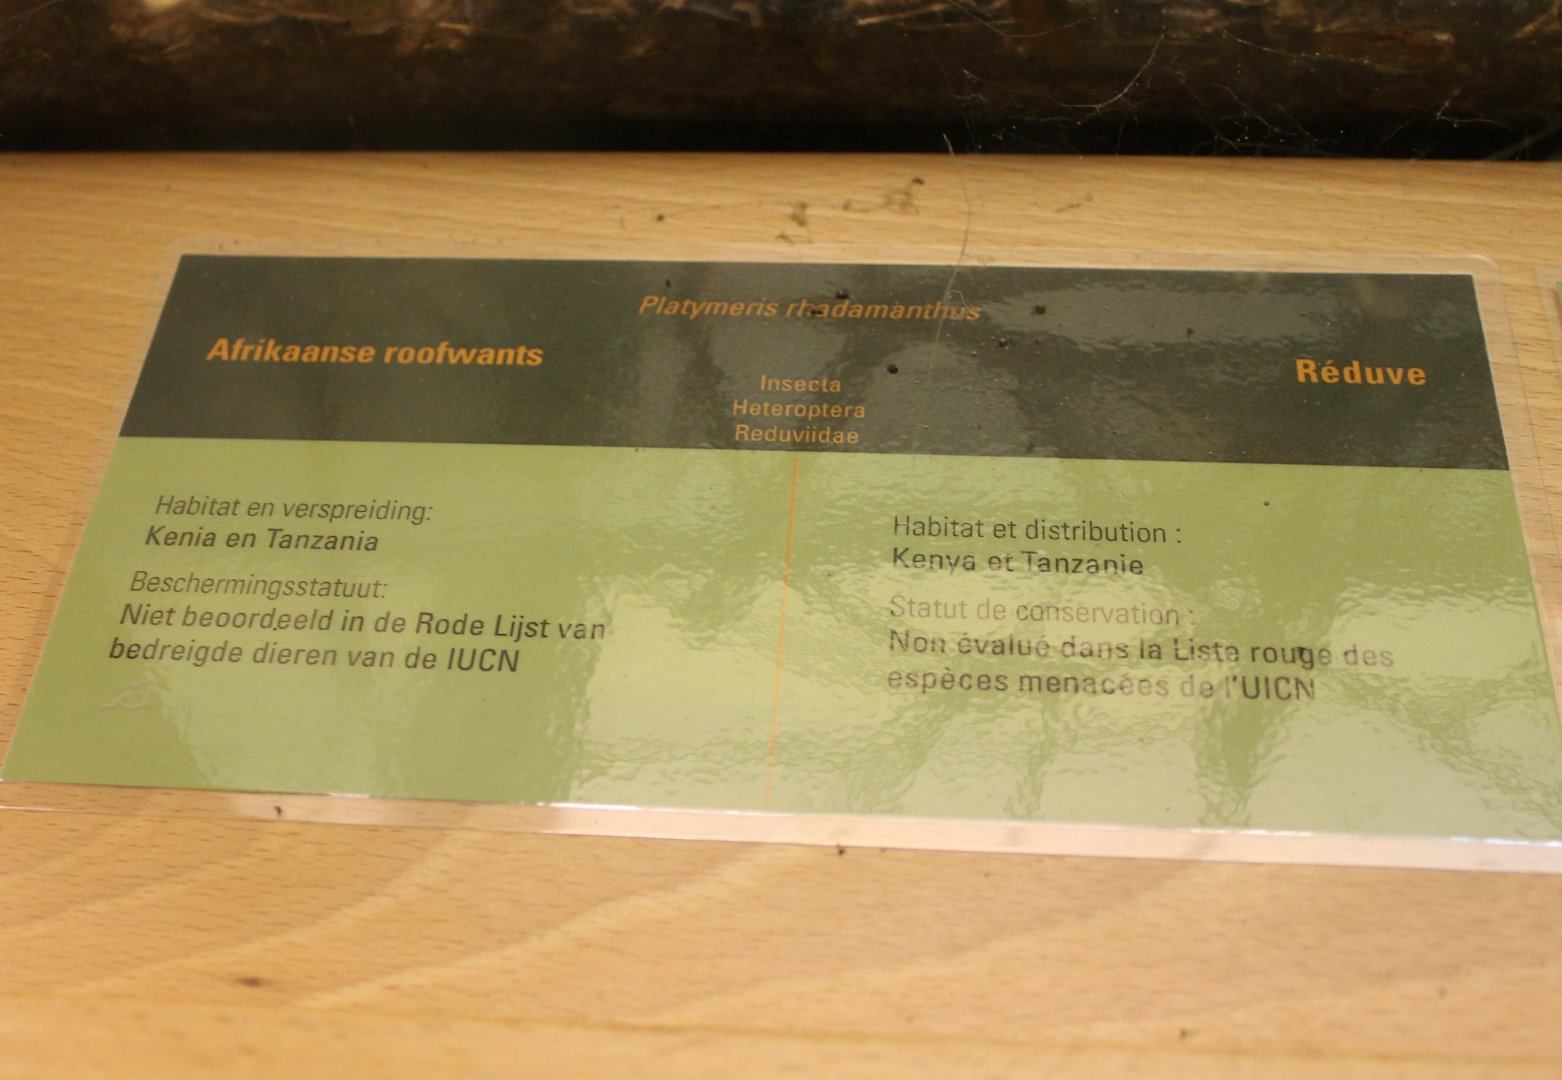 Platymeris rhadamanthus
Afrikaanse roofwants
Réduve
Insecta
Heteroptera
Reduviidae
Habitat en verspreiding:
Kenia en Tanzania
Beschermingsstatuut:
Niet beoordeeld in de Rode Lijst van
bedreigde dieren van de IUCN
Habitat et distribution :
Kenya et Tanzanie
Statut de conservation :
Non évalué dans la Liste rouge des
espèces menacées de l'UICN